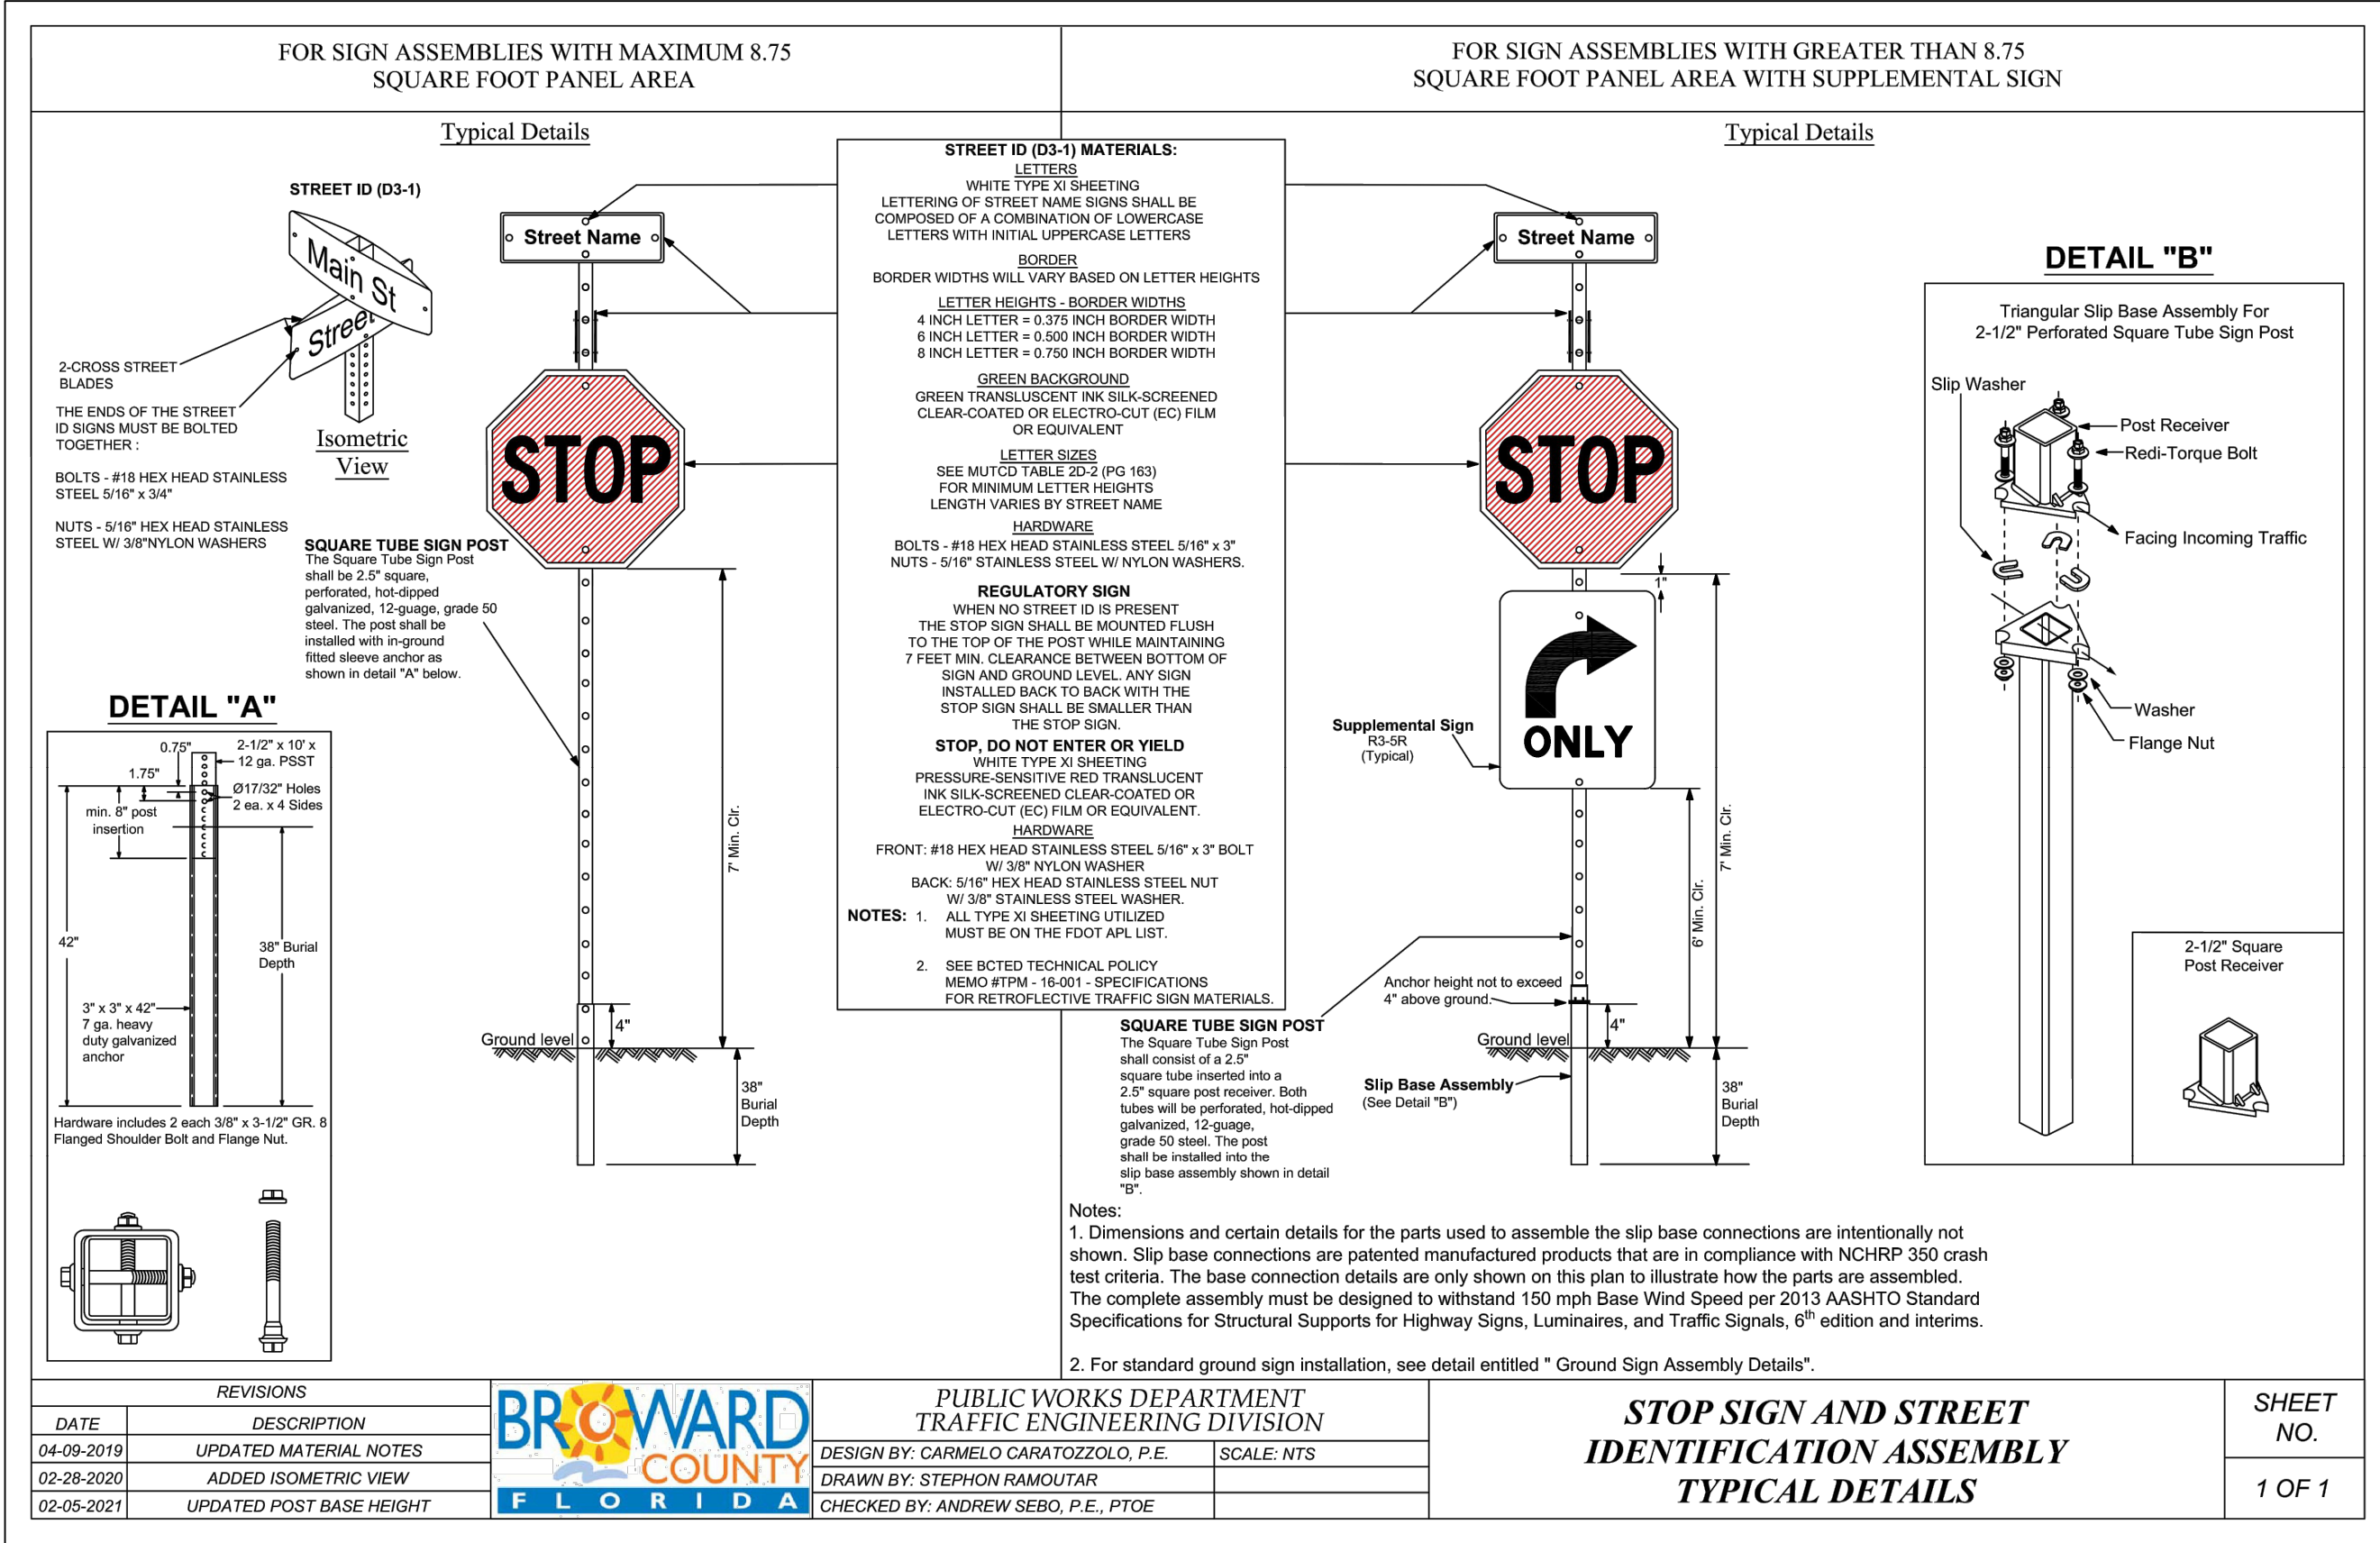 FOR SIGN ASSEMBLIES WITH MAXIMUM 8.75
SQUARE FOOT PANEL AREA
FOR SIGN ASSEMBLIES WITH GREATER THAN 8.75
SQUARE FOOT PANEL AREA WITH SUPPLEMENTAL SIGN
Typical Details
STREET ID (D3-1)
Main St
Street
2-CROSS STREET
BLADES
THE ENDS OF THE STREET
ID SIGNS MUST BE BOLTED
TOGETHER :
BOLTS - #18 HEX HEAD STAINLESS
STEEL 5/16" x 3/4"
NUTS - 5/16" HEX HEAD STAINLESS
STEEL W/ 3/8"NYLON WASHERS
Isometric
View
Street Name
STOP
SQUARE TUBE SIGN POST
The Square Tube Sign Post
shall be 2.5" square,
perforated, hot-dipped
galvanized, 12-guage, grade 50
steel. The post shall be
installed with in-ground
fitted sleeve anchor as
shown in detail "A" below.
7' Min. Clr.
4"
Ground level
38"
Burial
Depth
DETAIL "A"
0.75"
2-1/2" x 10' x
12 ga. PSST
1.75"
Ø17/32" Holes
2 ea. x 4 Sides
min. 8" post
insertion
42"
38" Burial
Depth
3" x 3" x 42"
7 ga. heavy
duty galvanized
anchor
Hardware includes 2 each 3/8" x 3-1/2" GR. 8
Flanged Shoulder Bolt and Flange Nut.
STREET ID (D3-1) MATERIALS:
LETTERS
WHITE TYPE XI SHEETING
LETTERING OF STREET NAME SIGNS SHALL BE
COMPOSED OF A COMBINATION OF LOWERCASE
LETTERS WITH INITIAL UPPERCASE LETTERS
BORDER
BORDER WIDTHS WILL VARY BASED ON LETTER HEIGHTS
LETTER HEIGHTS - BORDER WIDTHS
4 INCH LETTER = 0.375 INCH BORDER WIDTH
6 INCH LETTER = 0.500 INCH BORDER WIDTH
8 INCH LETTER = 0.750 INCH BORDER WIDTH
GREEN BACKGROUND
GREEN TRANSLUSCENT INK SILK-SCREENED
CLEAR-COATED OR ELECTRO-CUT (EC) FILM
OR EQUIVALENT
LETTER SIZES
SEE MUTCD TABLE 2D-2 (PG 163)
FOR MINIMUM LETTER HEIGHTS
LENGTH VARIES BY STREET NAME
HARDWARE
BOLTS - #18 HEX HEAD STAINLESS STEEL 5/16" x 3"
NUTS - 5/16" STAINLESS STEEL W/ NYLON WASHERS.
REGULATORY SIGN
WHEN NO STREET ID IS PRESENT
THE STOP SIGN SHALL BE MOUNTED FLUSH
TO THE TOP OF THE POST WHILE MAINTAINING
7 FEET MIN. CLEARANCE BETWEEN BOTTOM OF
SIGN AND GROUND LEVEL. ANY SIGN
INSTALLED BACK TO BACK WITH THE
STOP SIGN SHALL BE SMALLER THAN
THE STOP SIGN.
STOP, DO NOT ENTER OR YIELD
WHITE TYPE XI SHEETING
PRESSURE-SENSITIVE RED TRANSLUCENT
INK SILK-SCREENED CLEAR-COATED OR
ELECTRO-CUT (EC) FILM OR EQUIVALENT.
HARDWARE
FRONT: #18 HEX HEAD STAINLESS STEEL 5/16" x 3" BOLT
W/ 3/8" NYLON WASHER
BACK: 5/16" HEX HEAD STAINLESS STEEL NUT
W/ 3/8" STAINLESS STEEL WASHER.
NOTES: 1. ALL TYPE XI SHEETING UTILIZED
MUST BE ON THE FDOT APL LIST.
2. SEE BCTED TECHNICAL POLICY
MEMO #TPM - 16-001 - SPECIFICATIONS
FOR RETROFLECTIVE TRAFFIC SIGN MATERIALS.
Typical Details
Street Name
STOP
1"
ONLY
Supplemental Sign
R3-5R
(Typical)
7' Min. Clr.
6' Min. Clr.
Anchor height not to exceed
4" above ground.
4"
Ground level
Slip Base Assembly
(See Detail "B")
38"
Burial
Depth
SQUARE TUBE SIGN POST
The Square Tube Sign Post
shall consist of a 2.5"
square tube inserted into a
2.5" square post receiver. Both
tubes will be perforated, hot-dipped
galvanized, 12-guage,
grade 50 steel. The post
shall be installed into the
slip base assembly shown in detail
"B".
DETAIL "B"
Triangular Slip Base Assembly For
2-1/2" Perforated Square Tube Sign Post
Slip Washer
Post Receiver
Redi-Torque Bolt
Facing Incoming Traffic
Washer
Flange Nut
2-1/2" Square
Post Receiver
Notes:
1. Dimensions and certain details for the parts used to assemble the slip base connections are intentionally not
shown. Slip base connections are patented manufactured products that are in compliance with NCHRP 350 crash
test criteria. The base connection details are only shown on this plan to illustrate how the parts are assembled.
The complete assembly must be designed to withstand 150 mph Base Wind Speed per 2013 AASHTO Standard
Specifications for Structural Supports for Highway Signs, Luminaires, and Traffic Signals, 6th edition and interims.
2. For standard ground sign installation, see detail entitled " Ground Sign Assembly Details".
REVISIONS
DATE DESCRIPTION
04-09-2019 UPDATED MATERIAL NOTES
02-28-2020 ADDED ISOMETRIC VIEW
02-05-2021 UPDATED POST BASE HEIGHT
BROWARD
COUNTY
FLORIDA
PUBLIC WORKS DEPARTMENT
TRAFFIC ENGINEERING DIVISION
DESIGN BY: CARMELO CARATOZZOLO, P.E. SCALE: NTS
DRAWN BY: STEPHON RAMOUTAR
CHECKED BY: ANDREW SEBO, P.E., PTOE
STOP SIGN AND STREET
IDENTIFICATION ASSEMBLY
TYPICAL DETAILS
SHEET
NO.
1 OF 1